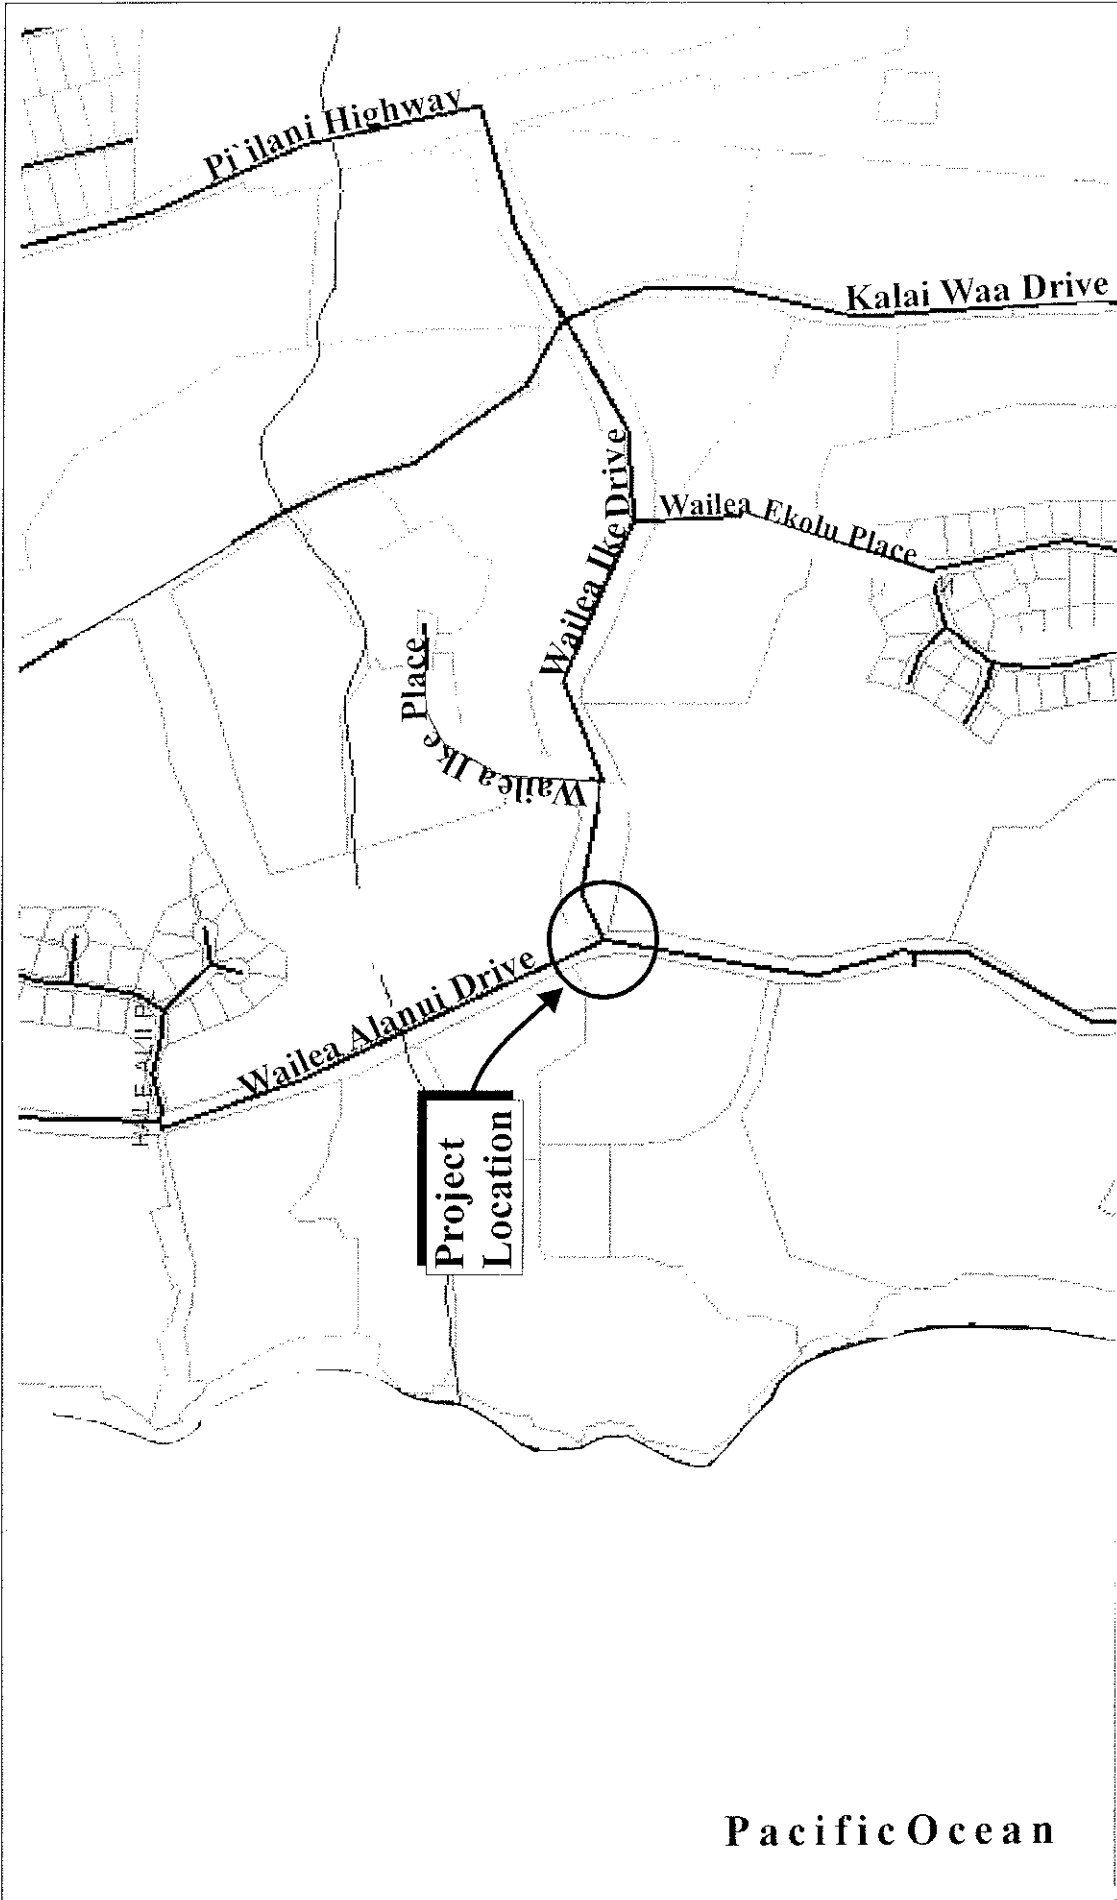 Pi`ilani Highway
Kalai Waa Drive
Wailea Ike Drive
Wailea Ekolu Place
Wailea Ike Place
Wailea Alanui Drive
Project
Location
Pacific Ocean